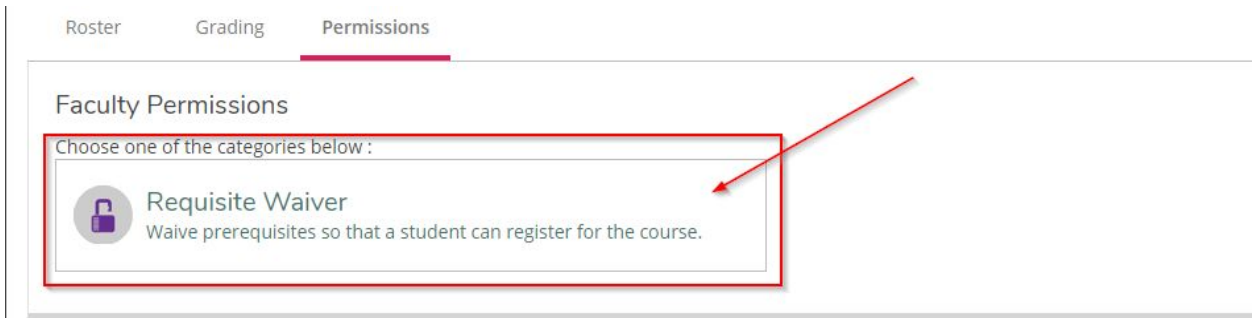 Roster Grading Permissions
Faculty Permissions
Choose one of the categories below :
Requisite Waiver
Waive prerequisites so that a student can register for the course.